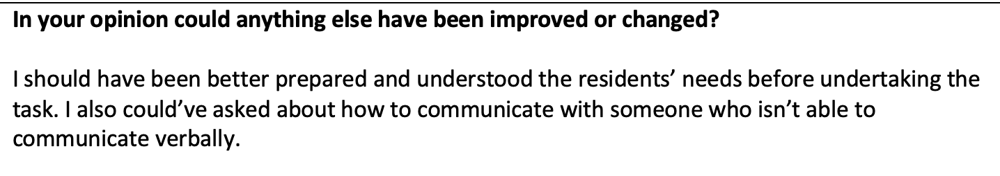 In your opinion could anything else have been improved or changed?
I should have been better prepared and understood the residents’ needs before undertaking the
task. I also could’ve asked about how to communicate with someone who isn’t able to
communicate verbally.